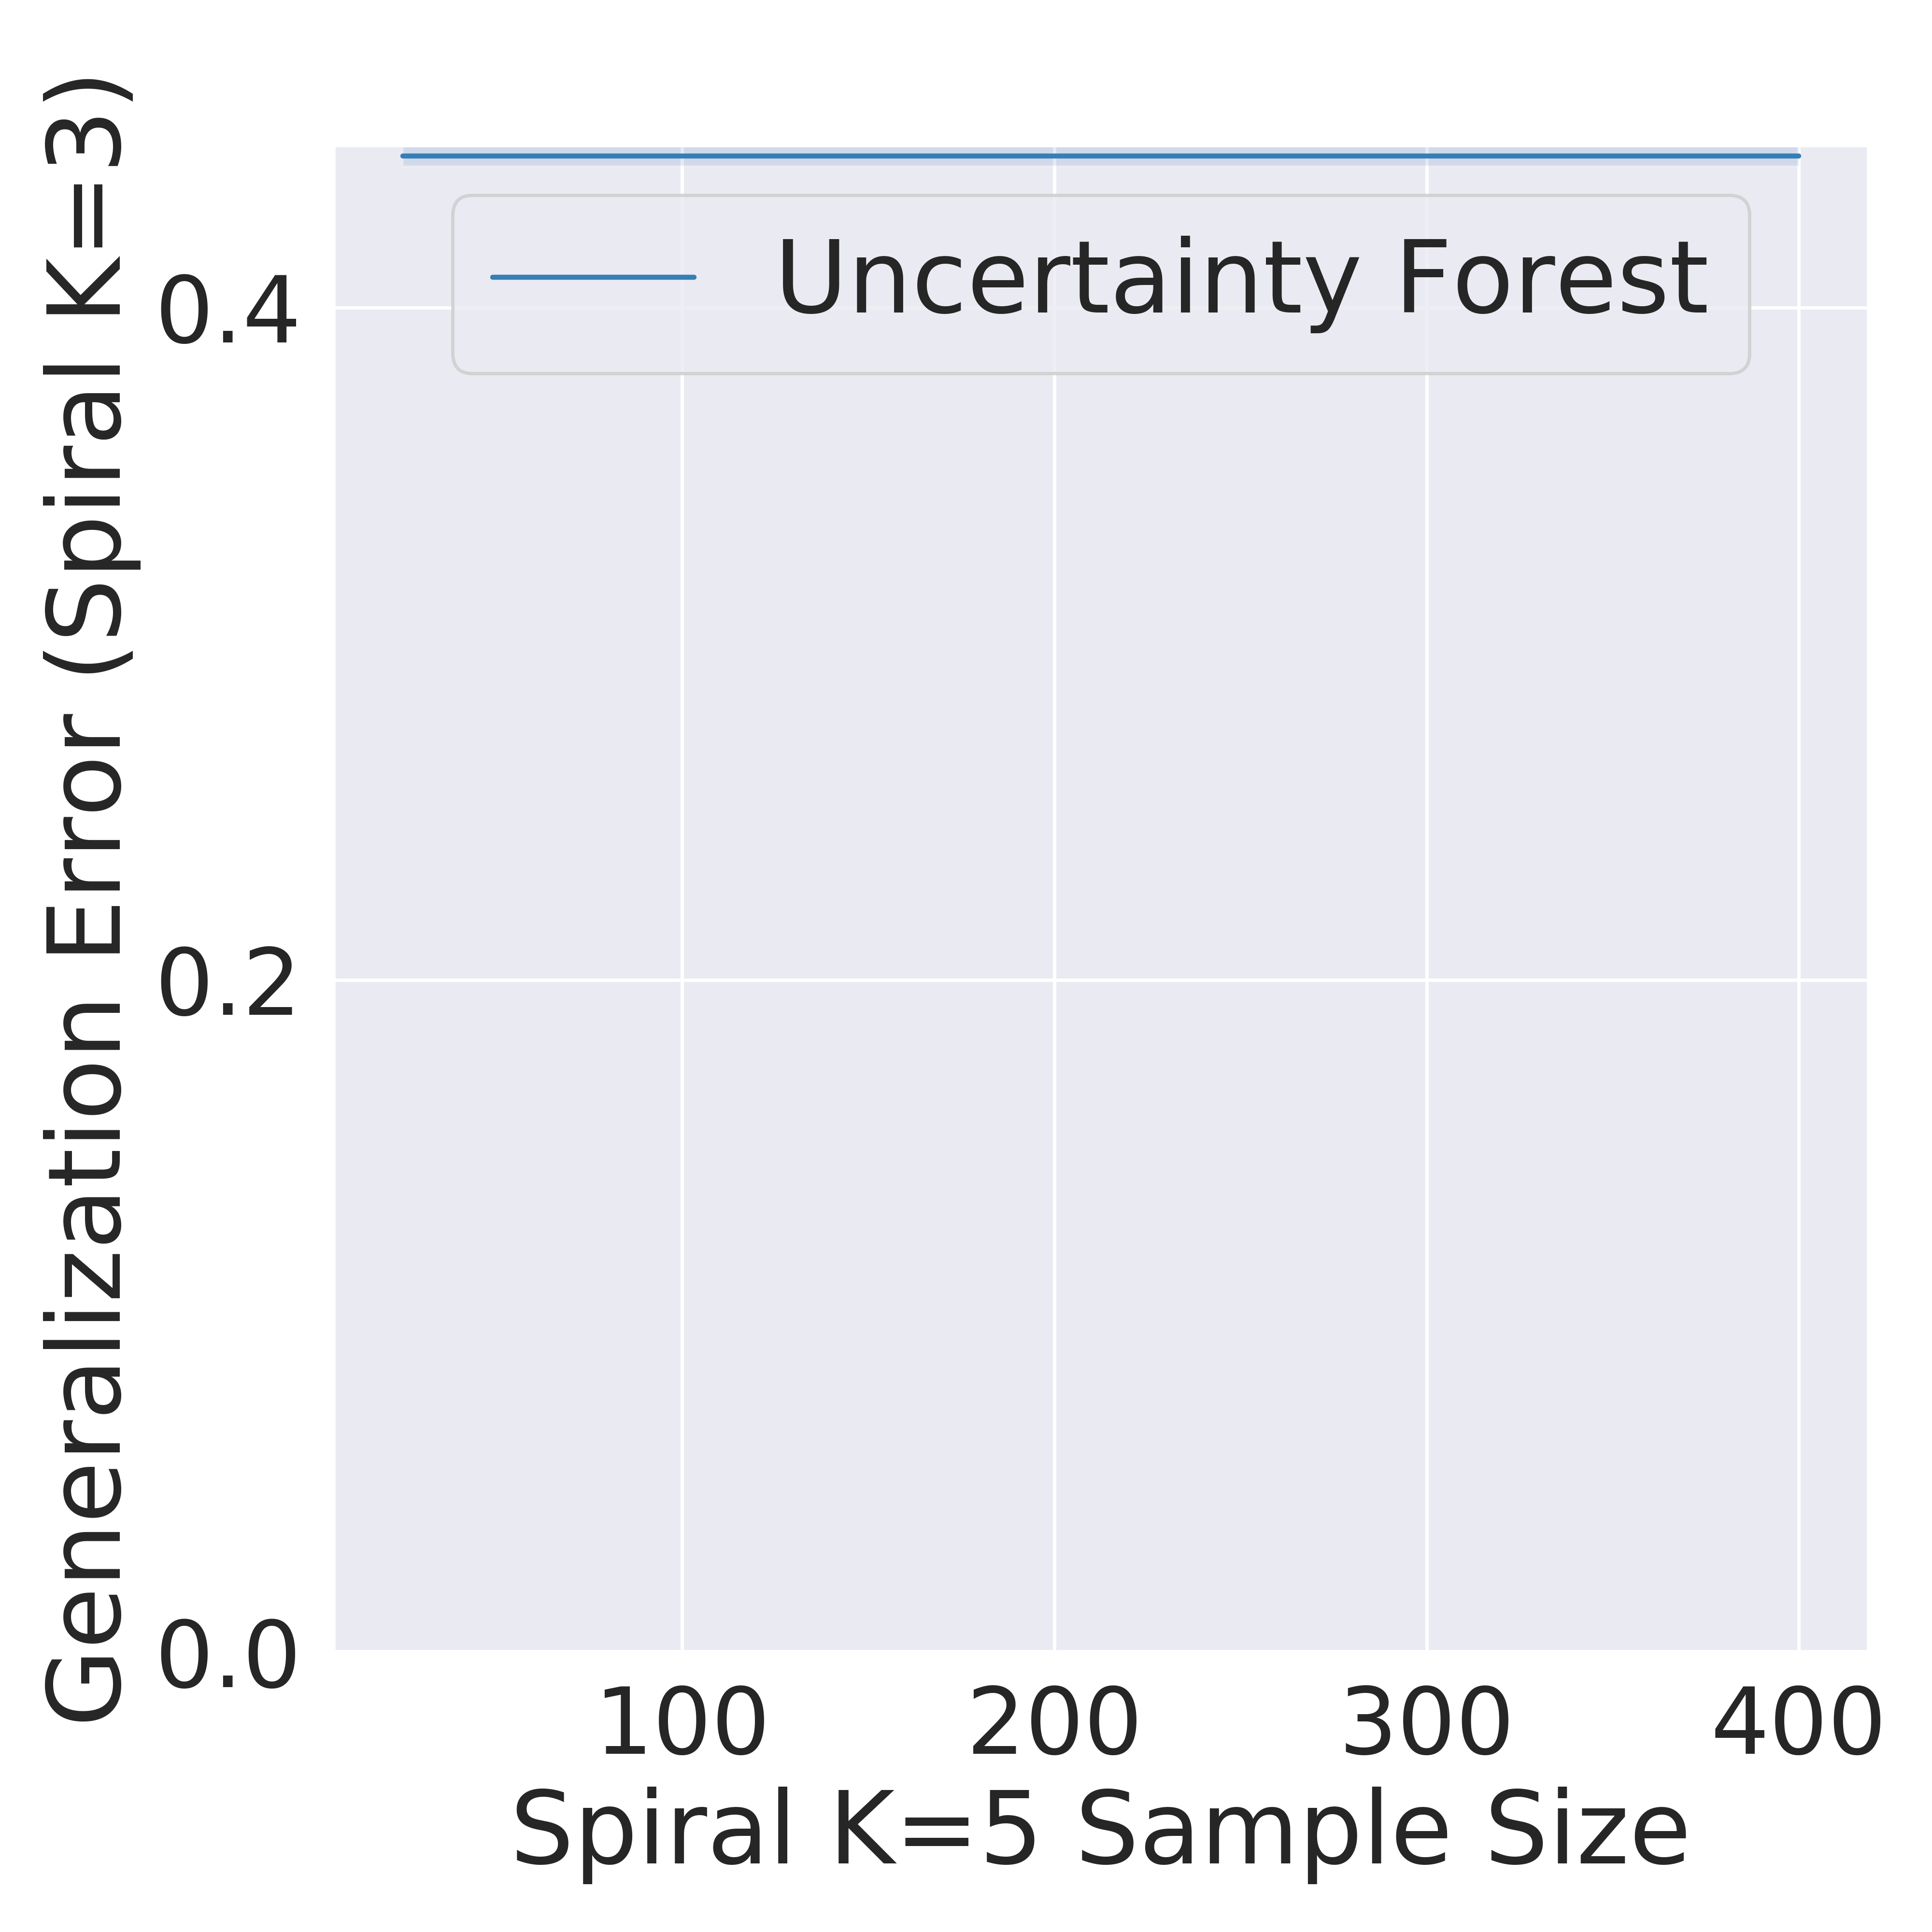 Generalization Error (Spiral K=3)
Uncertainty Forest
0.4
0.2
0.0
100 200 300 400
Spiral K=5 Sample Size